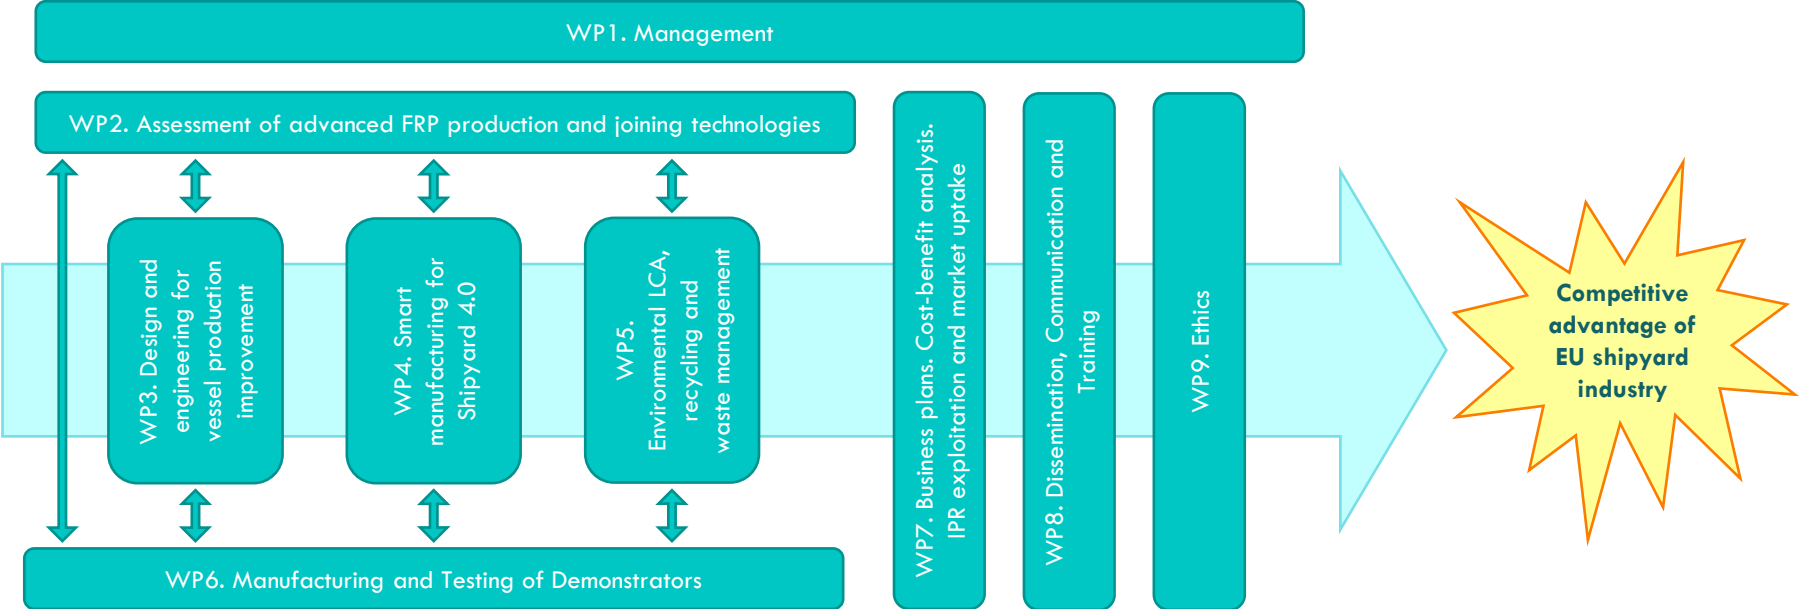 WP1. Management
WP2. Assessment of advanced FRP production and joining technologies
WP3. Design and
engineering for
vessel production
improvement
WP4. Smart
manufacturing for
Shipyard 4.0
WP5.
Environmental LCA,
recycling and
waste management
WP6. Manufacturing and Testing of Demonstrators
WP7. Business plans. Cost-benefit analysis.
IPR exploitation and market uptake
WP8. Dissemination, Communication and
Training
WP9. Ethics
Competitive
advantage of
EU shipyard
industry